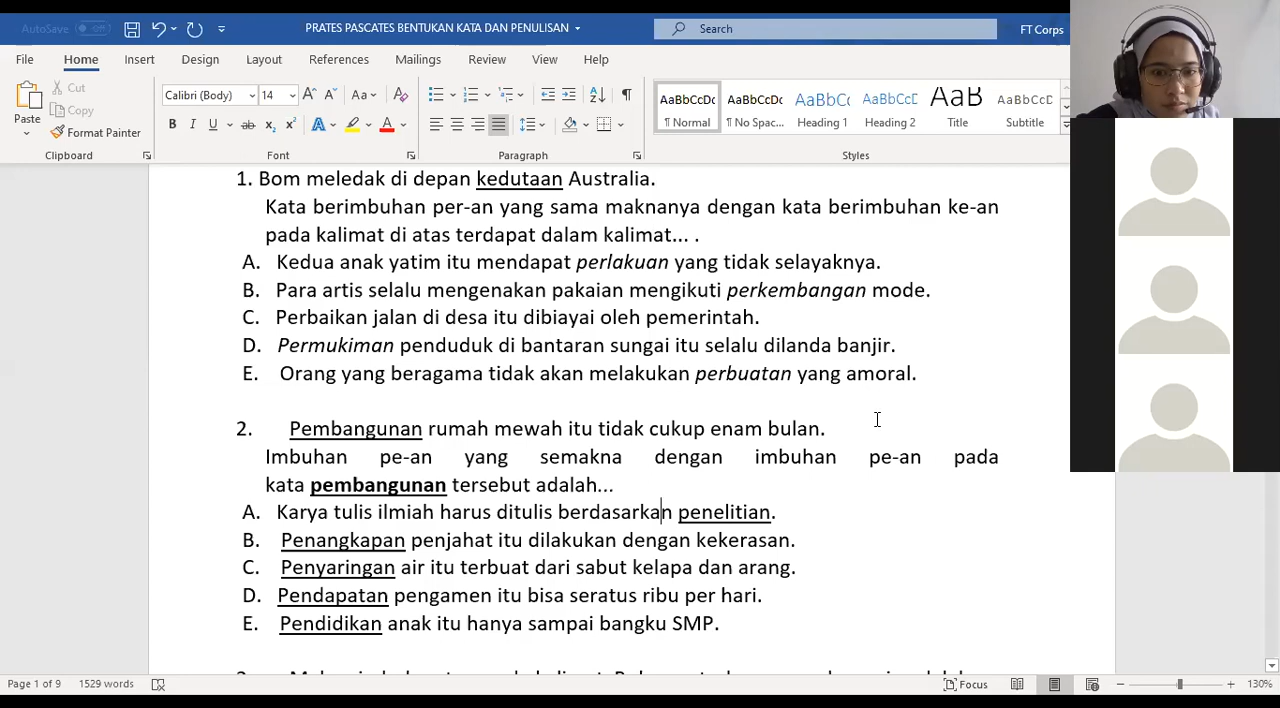 AutoSave Off PRATES PASCATES BENTUKAN KATA DAN PENULISAN Search FT Corps
File Home Insert Design Layout References Mailings Review View Help
Paste
Cut
Copy
Format Painter
Clipboard
Calibri (Body) 14
Font
Paragraph
AaBbCcDc AaBbCcDc AaBbCc AaBbCcC AaB AaBbCcD
Normal No Spac... Heading 1 Heading 2 Title Subtitle
Styles
1. Bom meledak di depan kedutaan Australia.
Kata berimbuhan per-an yang sama maknanya dengan kata berimbuhan ke-an
pada kalimat di atas terdapat dalam kalimat... .
A. Kedua anak yatim itu mendapat perlakuan yang tidak selayaknya.
B. Para artis selalu mengenakan pakaian mengikuti perkembangan mode.
C. Perbaikan jalan di desa itu dibiayai oleh pemerintah.
D. Permukiman penduduk di bantaran sungai itu selalu dilanda banjir.
E. Orang yang beragama tidak akan melakukan perbuatan yang amoral.
2. Pembangunan rumah mewah itu tidak cukup enam bulan.
Imbuhan pe-an yang semakna dengan imbuhan pe-an pada
kata pembangunan tersebut adalah...
A. Karya tulis ilmiah harus ditulis berdasarkan penelitian.
B. Penangkapan penjahat itu dilakukan dengan kekerasan.
C. Penyaringan air itu terbuat dari sabut kelapa dan arang.
D. Pendapatan pengamen itu bisa seratus ribu per hari.
E. Pendidikan anak itu hanya sampai bangku SMP.
Page 1 of 9 1529 words Focus 130%